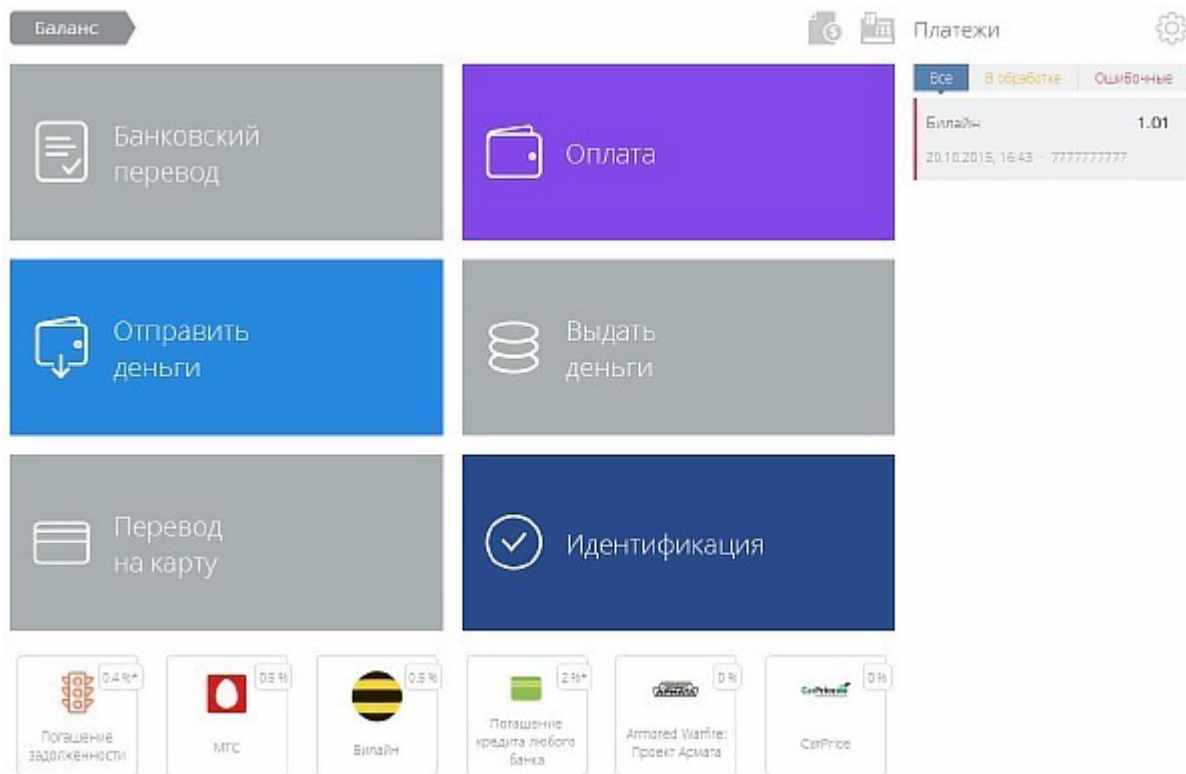 Баланс
Платежи
Все
В обработке
Ошибочные
Билайн
1.01
20.10.2015, 16:43 · 7777777777
Банковский
перевод
Оплата
Отправить
деньги
Выдать
деньги
Перевод
на карту
Идентификация
0.4 %*
Погашение
задолженности
0.5 %
МТС
0.5 %
Билайн
2 %*
Погашение
кредита любого
банка
0 %
Armored Warfire:
Проект Армата
0 %
CarPrice
CarPrice